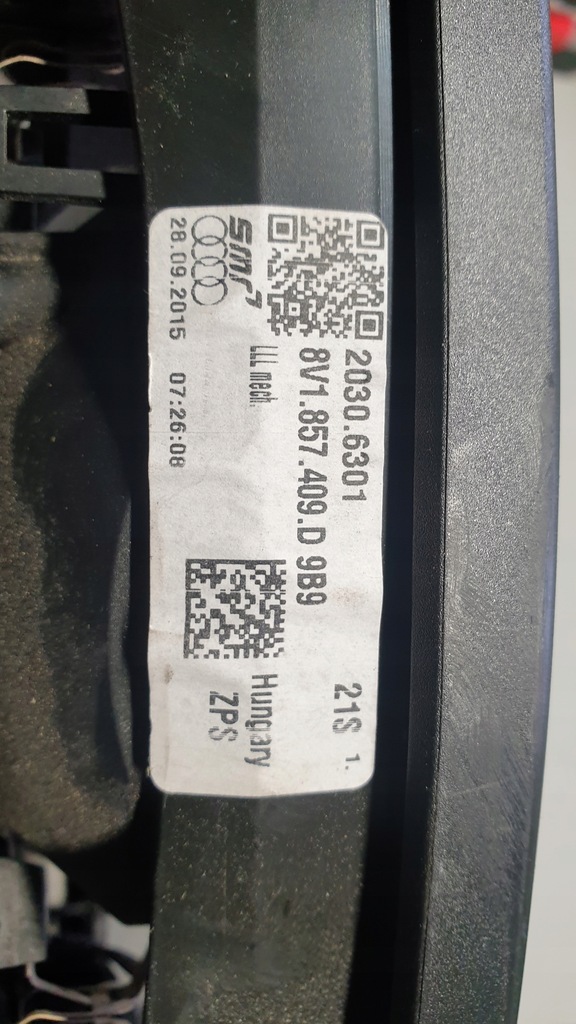 2030.6301 21S 1.
8V1.857.409.D 9B9
smr
LLL mech. Hungary
ZPS
28.09.2015 07:26:08